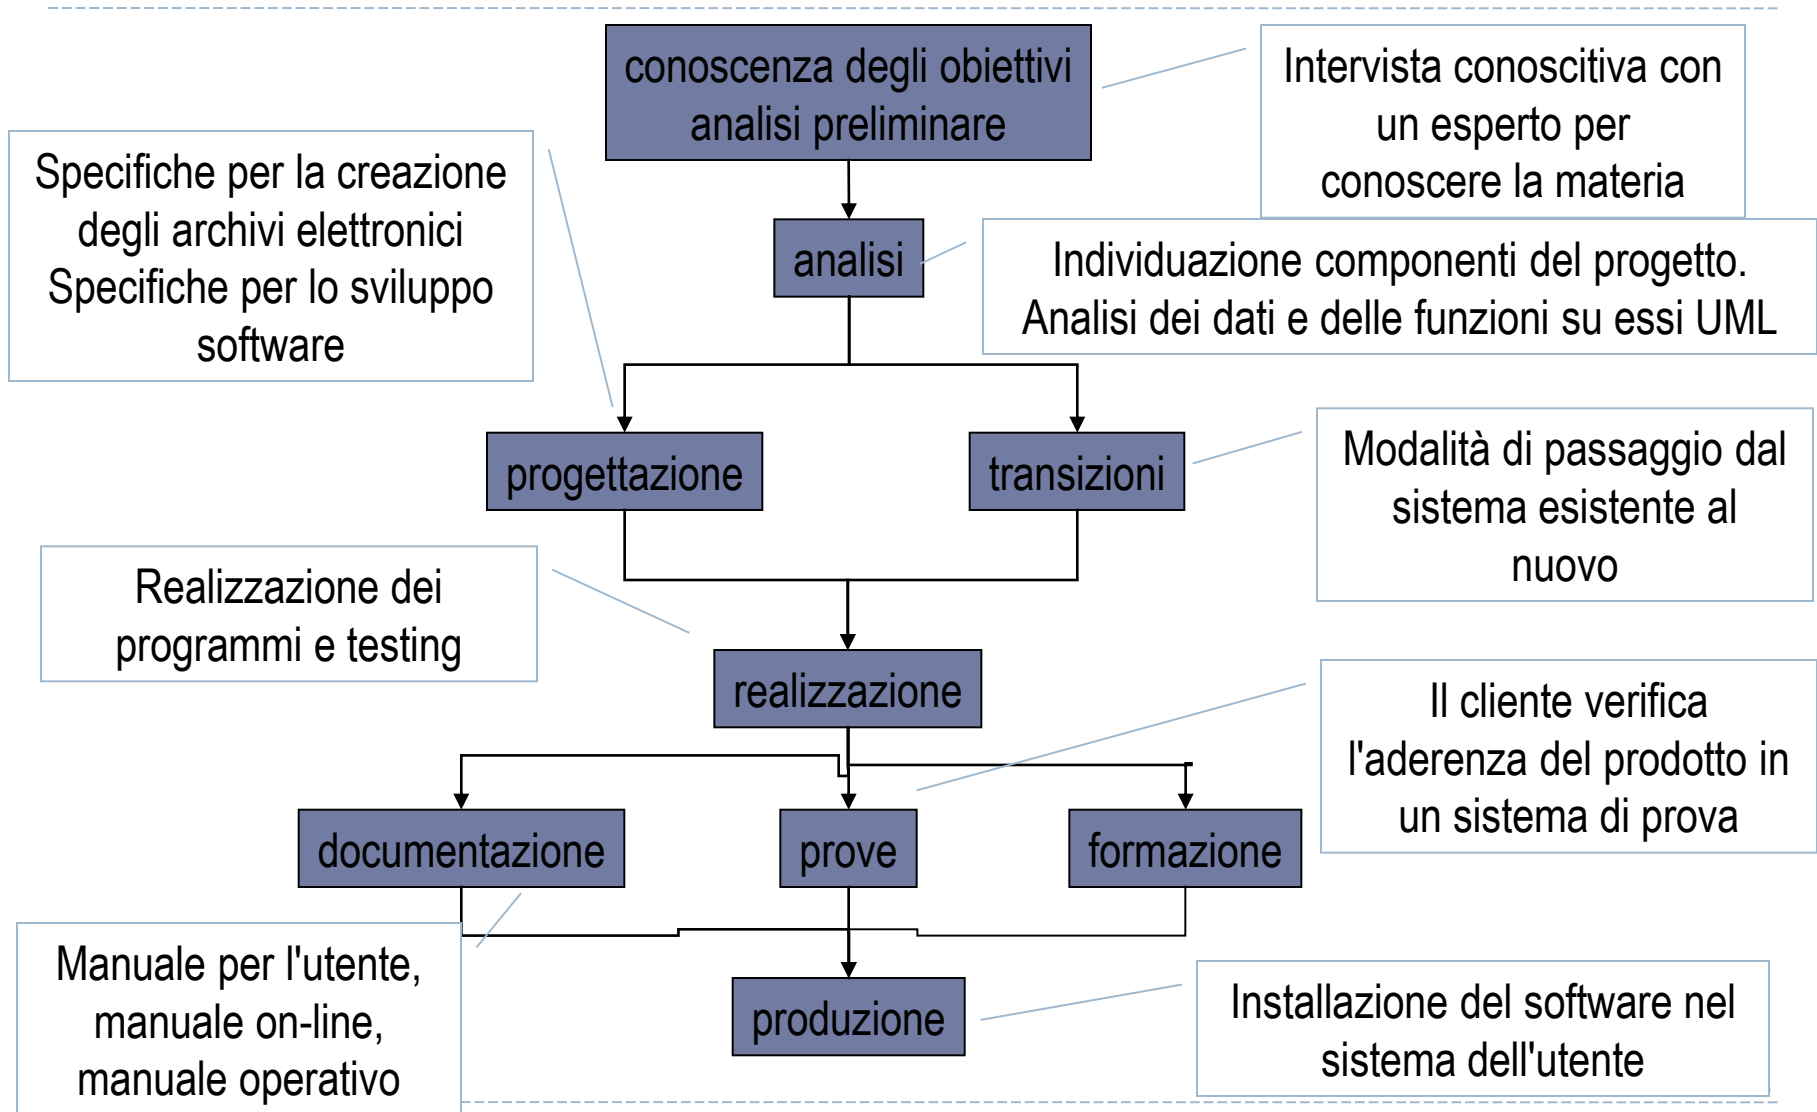 conoscenza degli obiettivi
analisi preliminare
Intervista conoscitiva con
un esperto per
conoscere la materia
Specifiche per la creazione
degli archivi elettronici
Specifiche per lo sviluppo
software
analisi
Individuazione componenti del progetto.
Analisi dei dati e delle funzioni su essi UML
progettazione
transizioni
Modalità di passaggio dal
sistema esistente al
nuovo
Realizzazione dei
programmi e testing
realizzazione
Il cliente verifica
l'aderenza del prodotto in
un sistema di prova
documentazione
prove
formazione
Manuale per l'utente,
manuale on-line,
manuale operativo
produzione
Installazione del software nel
sistema dell'utente